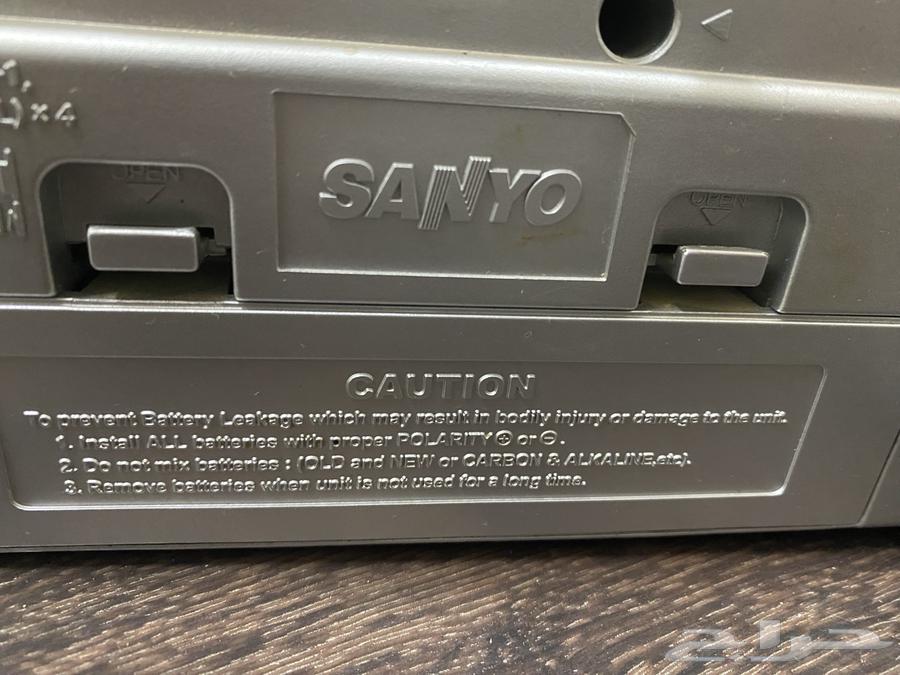 ×4
OPEN
SANYO
OPEN
CAUTION
To prevent Battery Leakage which may result in bodily injury or damage to the unit.
1. Install ALL batteries with proper POLARITY⊕ or ⊖.
2. Do not mix batteries : (OLD and NEW or CARBON & ALKALINE,etc).
3. Remove batteries when unit is not used for a long time.
حراج